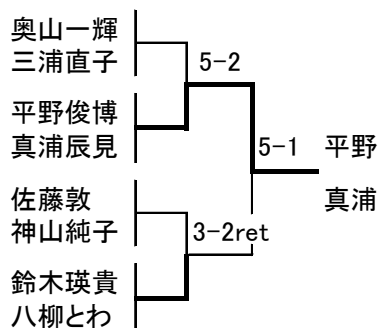 奥山一輝
三浦直子
5-2
平野俊博
真浦辰見
5-1 平野
真浦
佐藤敦
神山純子
3-2ret
鈴木瑛貴
八柳とわ